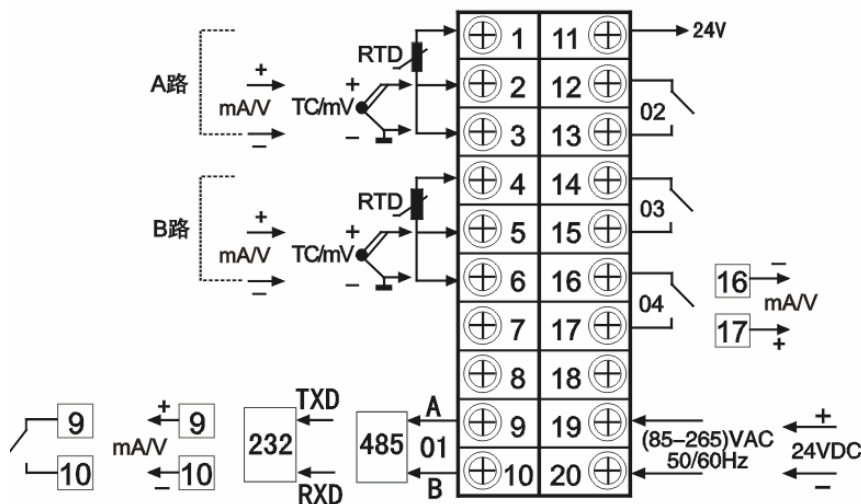 RTD 1 11 24V
A路 + mA/V − + TC/mV − 2 12 02
3 13
RTD 4 14 03
B路 + mA/V − + TC/mV − 5 15
6 16 04 16 − mA/V
7 17 17 +
8 18
9 + mA/V 9 TXD 232 A 485 01 9 19 (85-265)VAC + 24VDC
10 − 10 RXD B 10 20 50/60Hz −